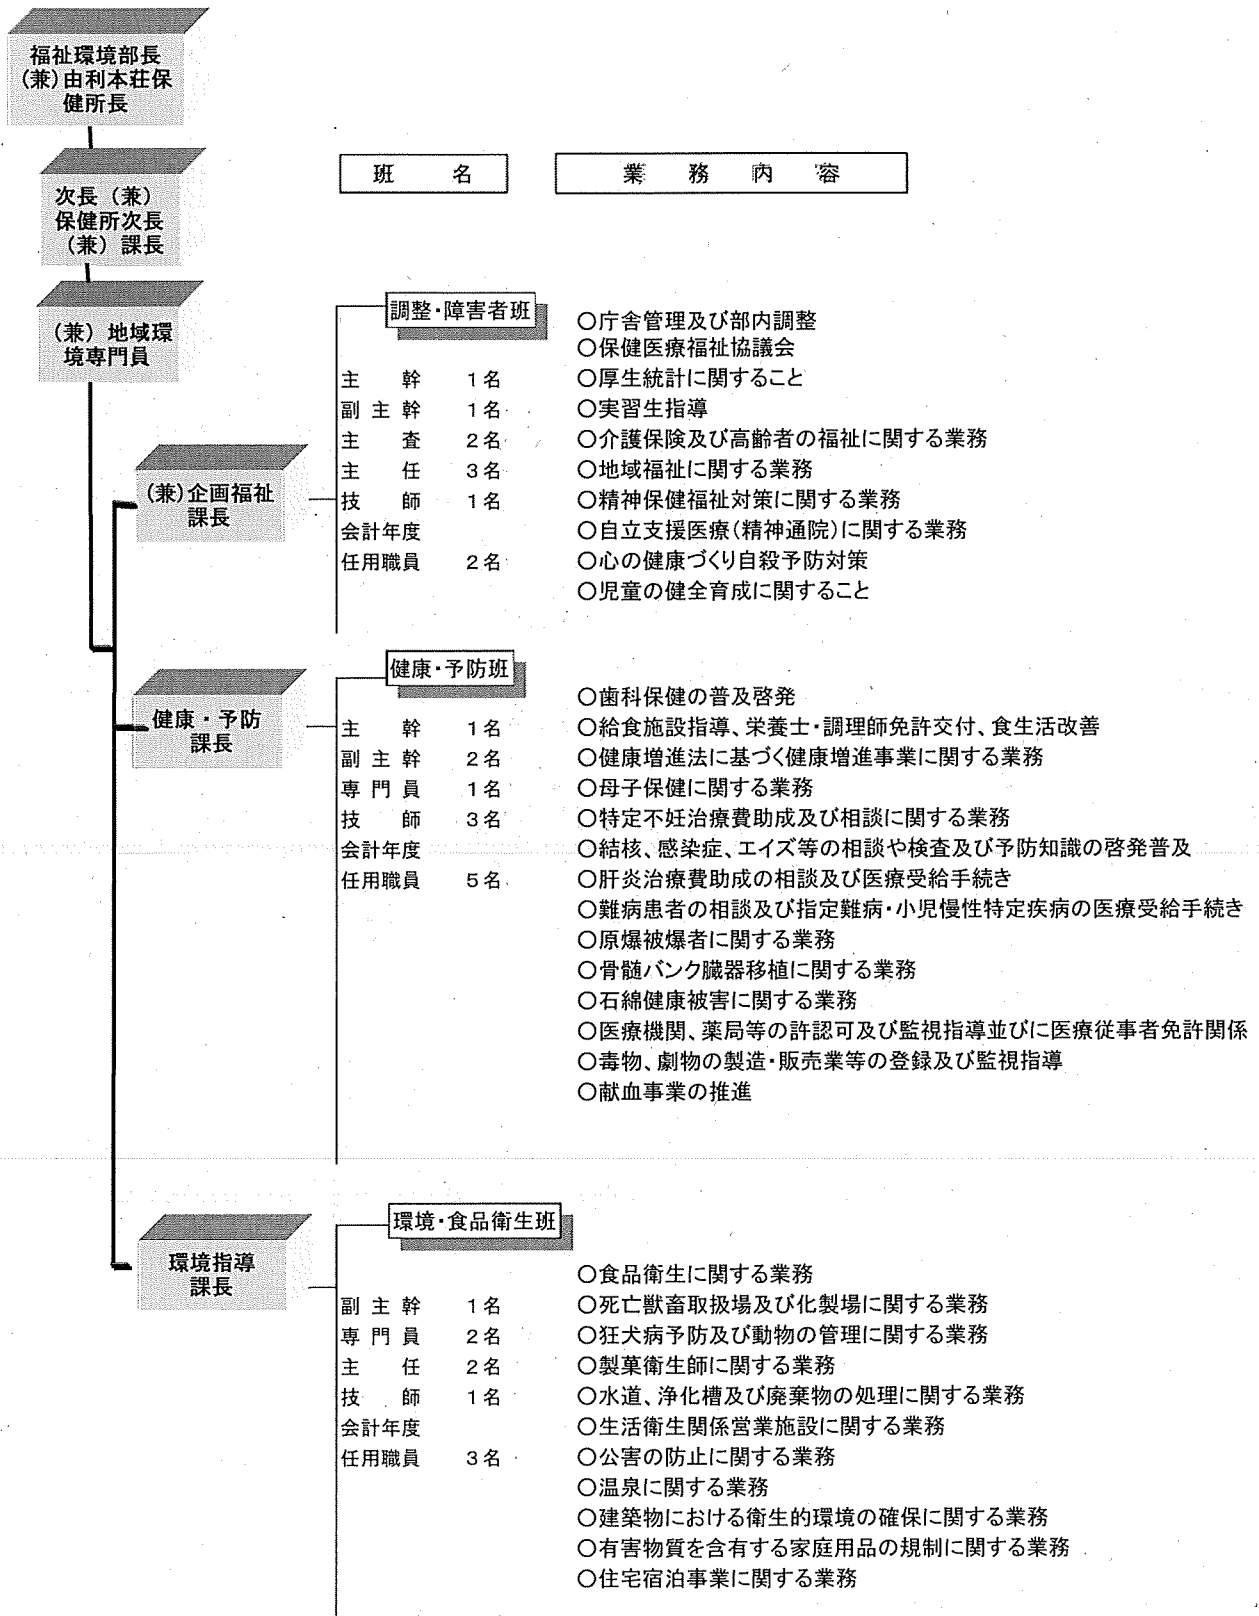 福祉環境部長
(兼)由利本荘保
健所長
次長（兼）
保健所次長
（兼）課長
（兼）地域環
境専門員
班　名
業　務　内　容
(兼)企画福祉
課長
調整・障害者班
主　幹　1名
副主幹　1名
主　査　2名
主　任　3名
技　師　1名
会計年度
任用職員　2名
○庁舎管理及び部内調整
○保健医療福祉協議会
○厚生統計に関すること
○実習生指導
○介護保険及び高齢者の福祉に関する業務
○地域福祉に関する業務
○精神保健福祉対策に関する業務
○自立支援医療(精神通院)に関する業務
○心の健康づくり自殺予防対策
○児童の健全育成に関すること
健康・予防
課長
健康・予防班
主　幹　1名
副主幹　2名
専門員　1名
技　師　3名
会計年度
任用職員　5名
○歯科保健の普及啓発
○給食施設指導、栄養士・調理師免許交付、食生活改善
○健康増進法に基づく健康増進事業に関する業務
○母子保健に関する業務
○特定不妊治療費助成及び相談に関する業務
○結核、感染症、エイズ等の相談や検査及び予防知識の啓発普及
○肝炎治療費助成の相談及び医療受給手続き
○難病患者の相談及び指定難病・小児慢性特定疾病の医療受給手続き
○原爆被爆者に関する業務
○骨髄バンク臓器移植に関する業務
○石綿健康被害に関する業務
○医療機関、薬局等の許認可及び監視指導並びに医療従事者免許関係
○毒物、劇物の製造・販売業等の登録及び監視指導
○献血事業の推進
環境指導
課長
環境・食品衛生班
副主幹　1名
専門員　2名
主　任　2名
技　師　1名
会計年度
任用職員　3名
○食品衛生に関する業務
○死亡獣畜取扱場及び化製場に関する業務
○狂犬病予防及び動物の管理に関する業務
○製菓衛生師に関する業務
○水道、浄化槽及び廃棄物の処理に関する業務
○生活衛生関係営業施設に関する業務
○公害の防止に関する業務
○温泉に関する業務
○建築物における衛生的環境の確保に関する業務
○有害物質を含有する家庭用品の規制に関する業務
○住宅宿泊事業に関する業務